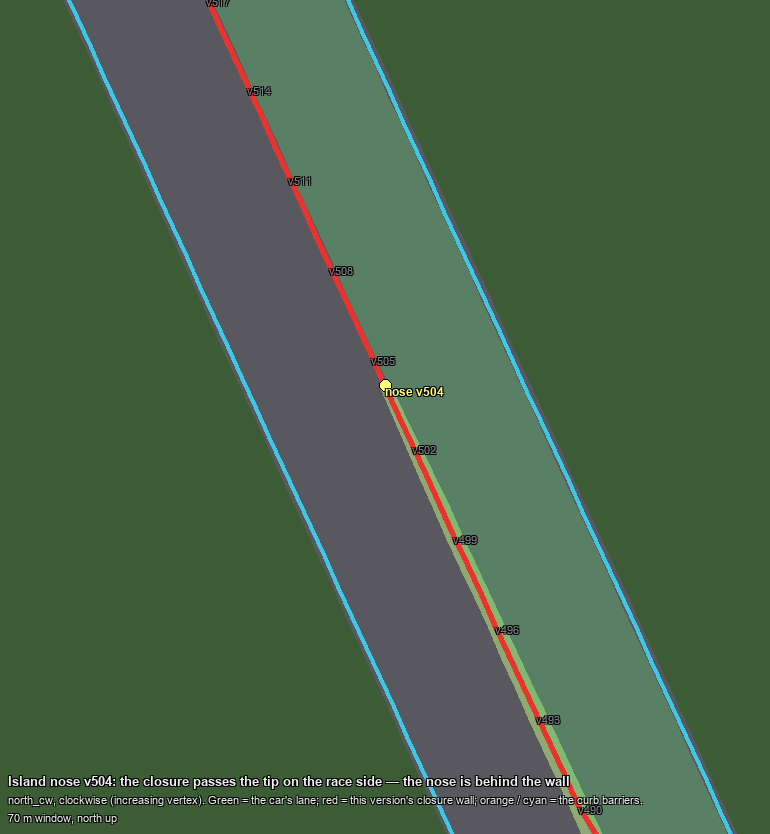 v517
v514
v511
v508
v505
nose v504
v502
v499
v496
v493
v490
Island nose v504: the closure passes the tip on the race side — the nose is behind the wall
north_cw, clockwise (increasing vertex). Green = the car's lane; red = this version's closure wall; orange / cyan = the curb barriers.
70 m window, north up